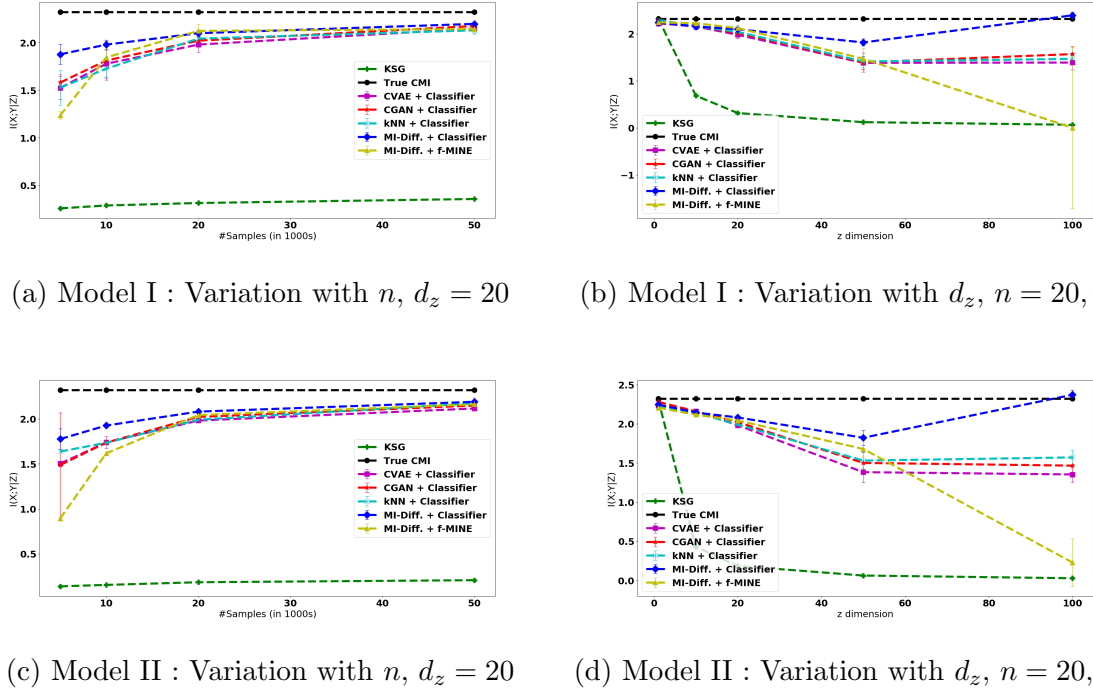 2.0
1.5
1.0
0.5
I(X;Y|Z)
KSG
True CMI
CVAE + Classifier
CGAN + Classifier
kNN + Classifier
MI-Diff. + Classifier
MI-Diff. + f-MINE
10 20 30 40 50
#Samples (in 1000s)
(a) Model I : Variation with n, d_z = 20
2
1
0
−1
I(X;Y|Z)
KSG
True CMI
CVAE + Classifier
CGAN + Classifier
kNN + Classifier
MI-Diff. + Classifier
MI-Diff. + f-MINE
0 20 40 60 80 100
z dimension
(b) Model I : Variation with d_z, n = 20,
2.0
1.5
1.0
0.5
I(X;Y|Z)
KSG
True CMI
CVAE + Classifier
CGAN + Classifier
kNN + Classifier
MI-Diff. + Classifier
MI-Diff. + f-MINE
10 20 30 40 50
#Samples (in 1000s)
(c) Model II : Variation with n, d_z = 20
2.5
2.0
1.5
1.0
0.5
0.0
I(X;Y|Z)
KSG
True CMI
CVAE + Classifier
CGAN + Classifier
kNN + Classifier
MI-Diff. + Classifier
MI-Diff. + f-MINE
0 20 40 60 80 100
z dimension
(d) Model II : Variation with d_z, n = 20,